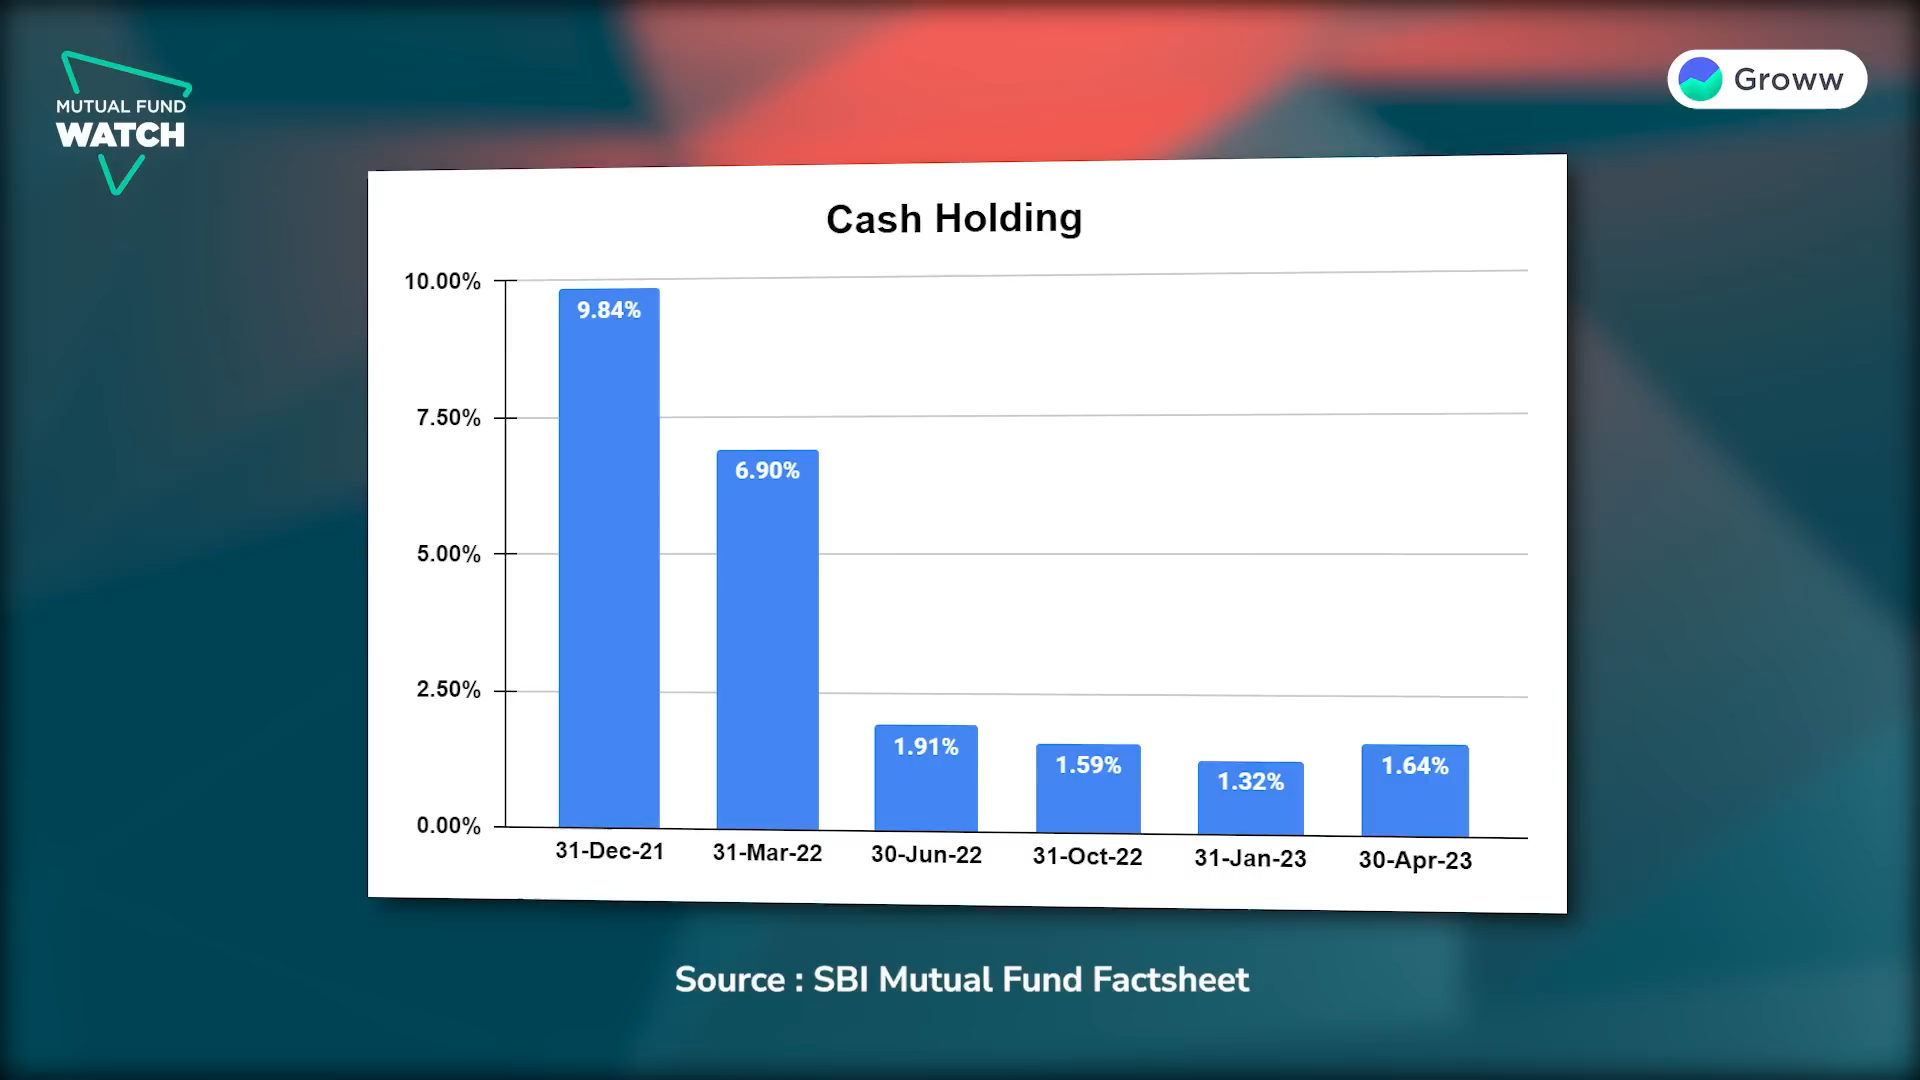 MUTUAL FUND
WATCH
Groww
Cash Holding
10.00%
7.50%
5.00%
2.50%
0.00%
9.84%
6.90%
1.91%
1.59%
1.32%
1.64%
31-Dec-21
31-Mar-22
30-Jun-22
31-Oct-22
31-Jan-23
30-Apr-23
Source : SBI Mutual Fund Factsheet